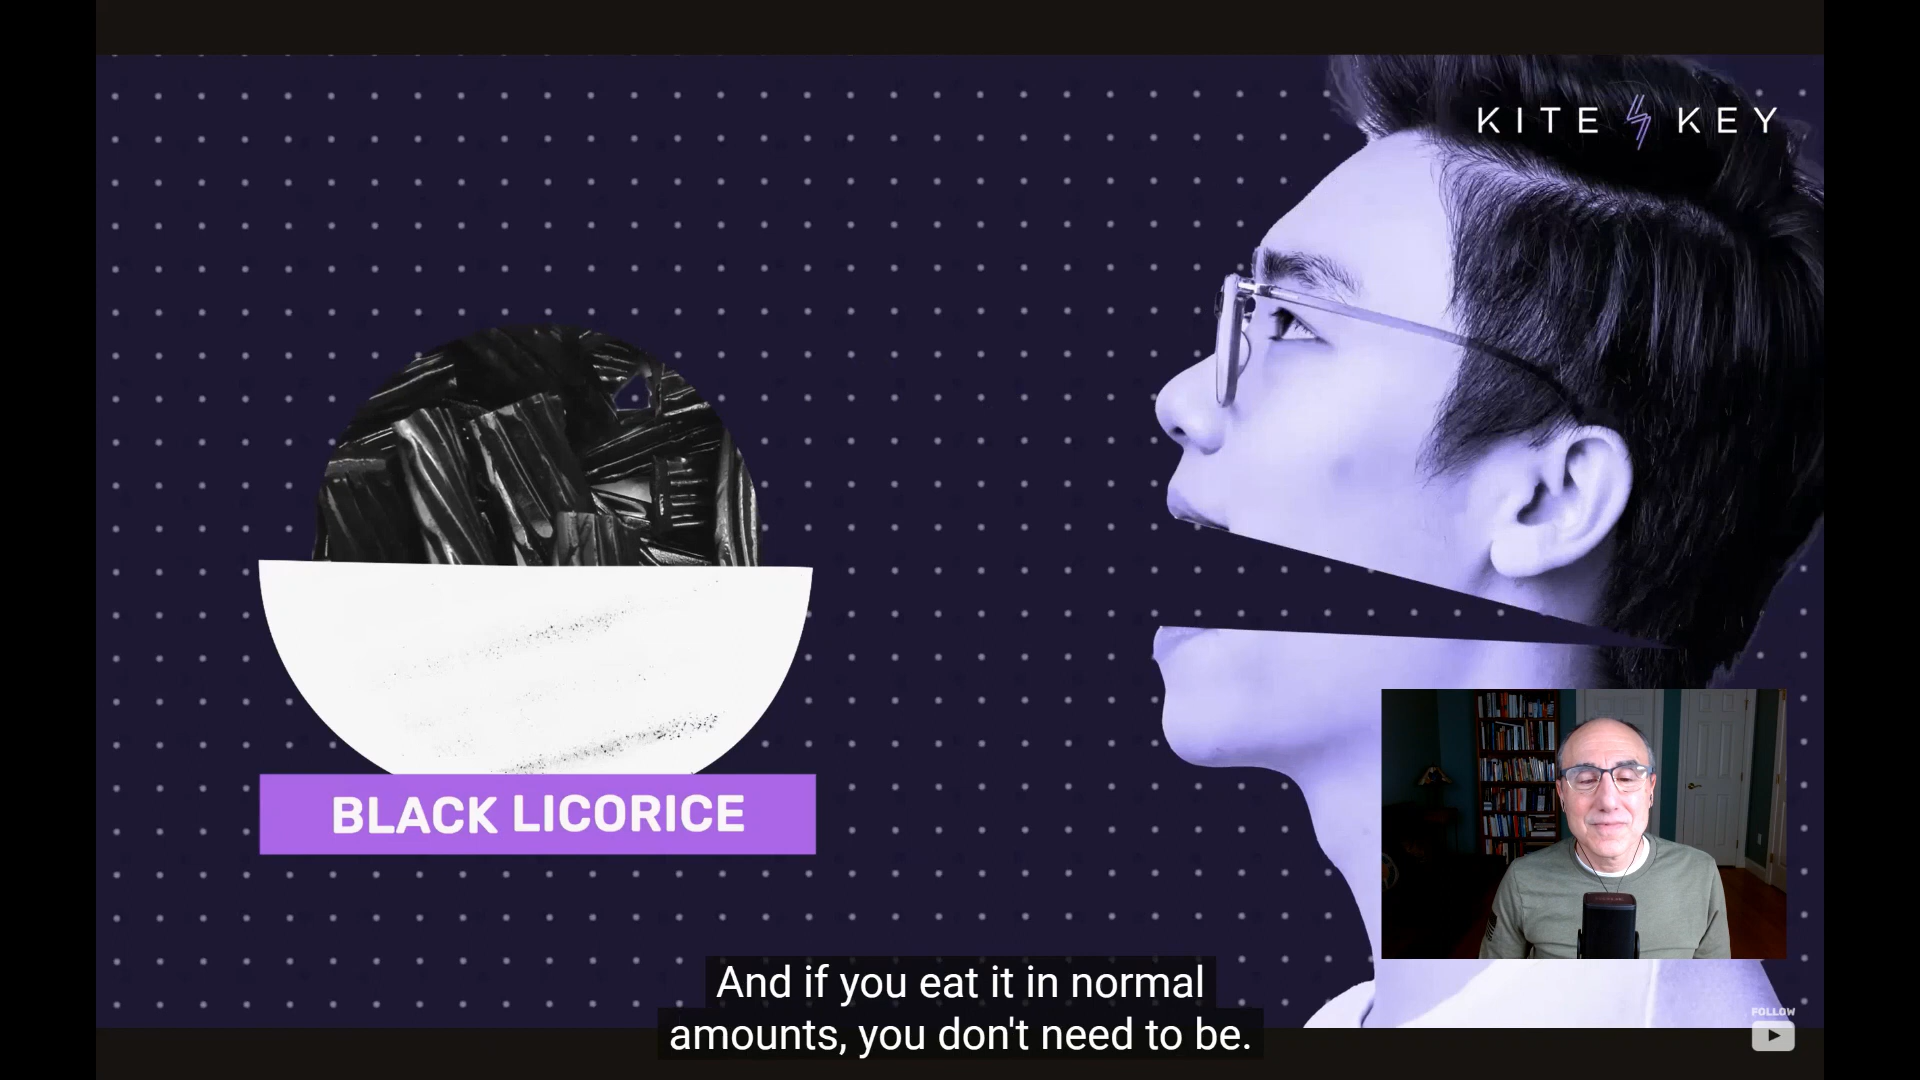 KITE KEY
BLACK LICORICE
And if you eat it in normal
amounts, you don't need to be.
FOLLOW